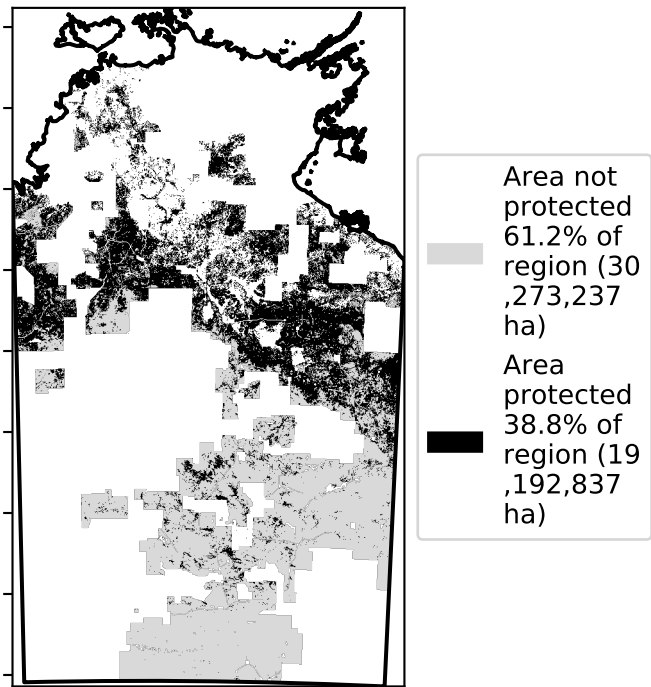 Area not
protected
61.2% of
region (30
,273,237
ha)
Area
protected
38.8% of
region (19
,192,837
ha)